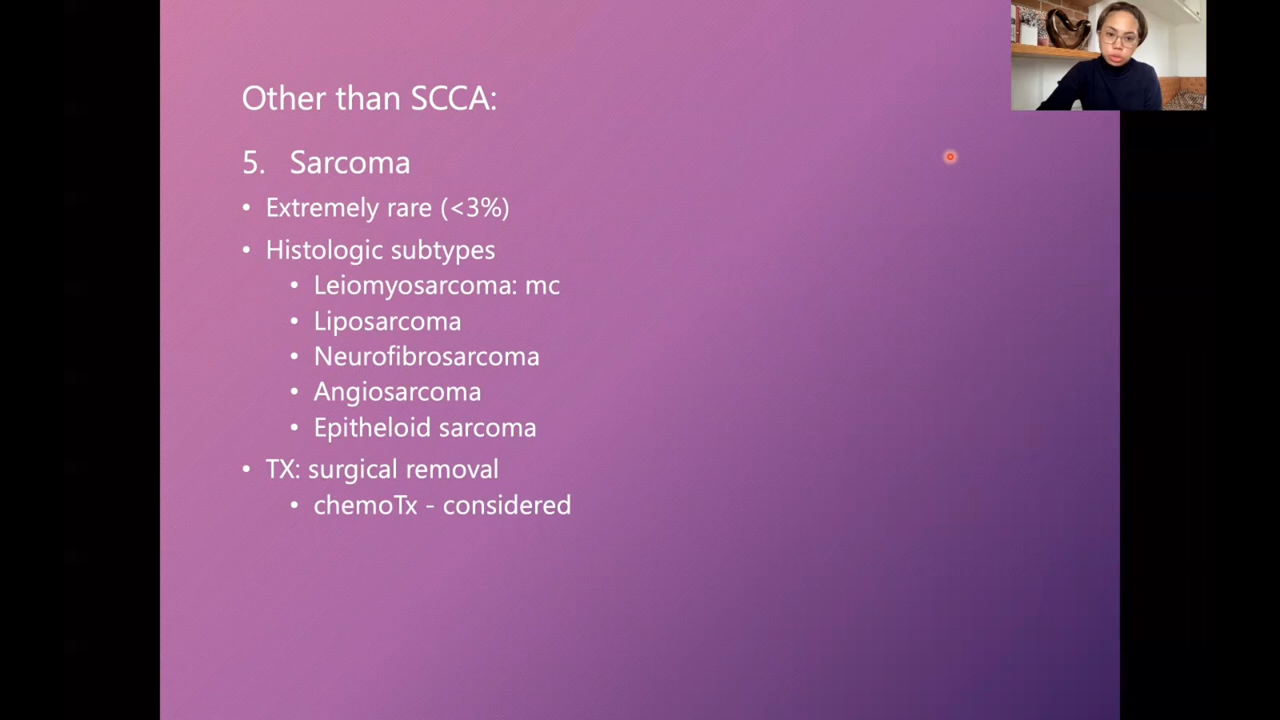 Other than SCCA:
5. Sarcoma
• Extremely rare (<3%)
• Histologic subtypes
• Leiomyosarcoma: mc
• Liposarcoma
• Neurofibrosarcoma
• Angiosarcoma
• Epitheloid sarcoma
• TX: surgical removal
• chemoTx - considered